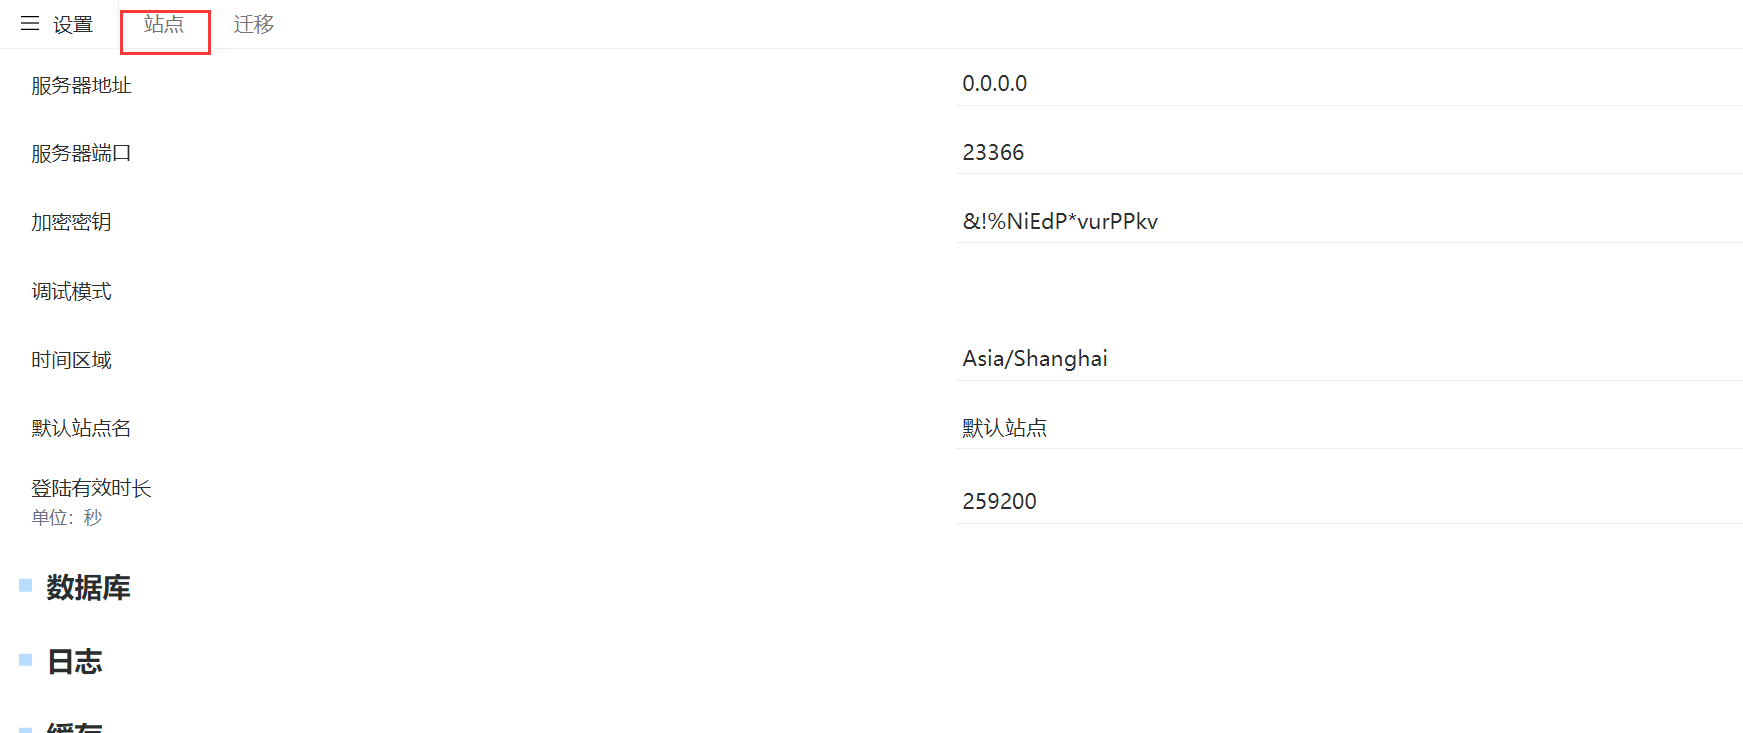 设置 站点 迁移
服务器地址 0.0.0.0
服务器端口 23366
加密密钥 &!%NiEdP*vurPPkv
调试模式
时间区域 Asia/Shanghai
默认站点名 默认站点
登陆有效时长 259200
单位：秒
数据库
日志
缓存